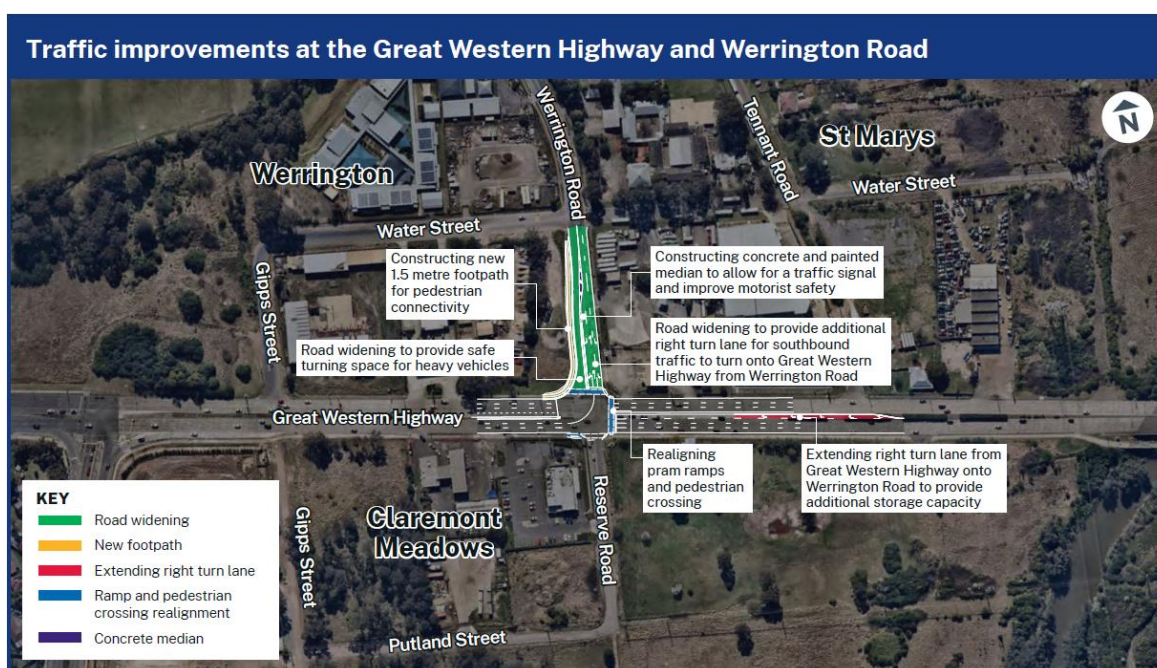 Traffic improvements at the Great Western Highway and Werrington Road
N
Werrington Road
Tennant Road
St Marys
Werrington
Water Street
Water Street
Gipps Street
Constructing new
1.5 metre footpath
for pedestrian
connectivity
Constructing concrete and painted
median to allow for a traffic signal
and improve motorist safety
Road widening to provide safe
turning space for heavy vehicles
Road widening to provide additional
right turn lane for southbound
traffic to turn onto Great Western
Highway from Werrington Road
Great Western Highway
Realigning
pram ramps
and pedestrian
crossing
Extending right turn lane from
Great Western Highway onto
Werrington Road to provide
additional storage capacity
Reserve Road
Claremont
Meadows
Gipps Street
Putland Street
KEY
Road widening
New footpath
Extending right turn lane
Ramp and pedestrian
crossing realignment
Concrete median